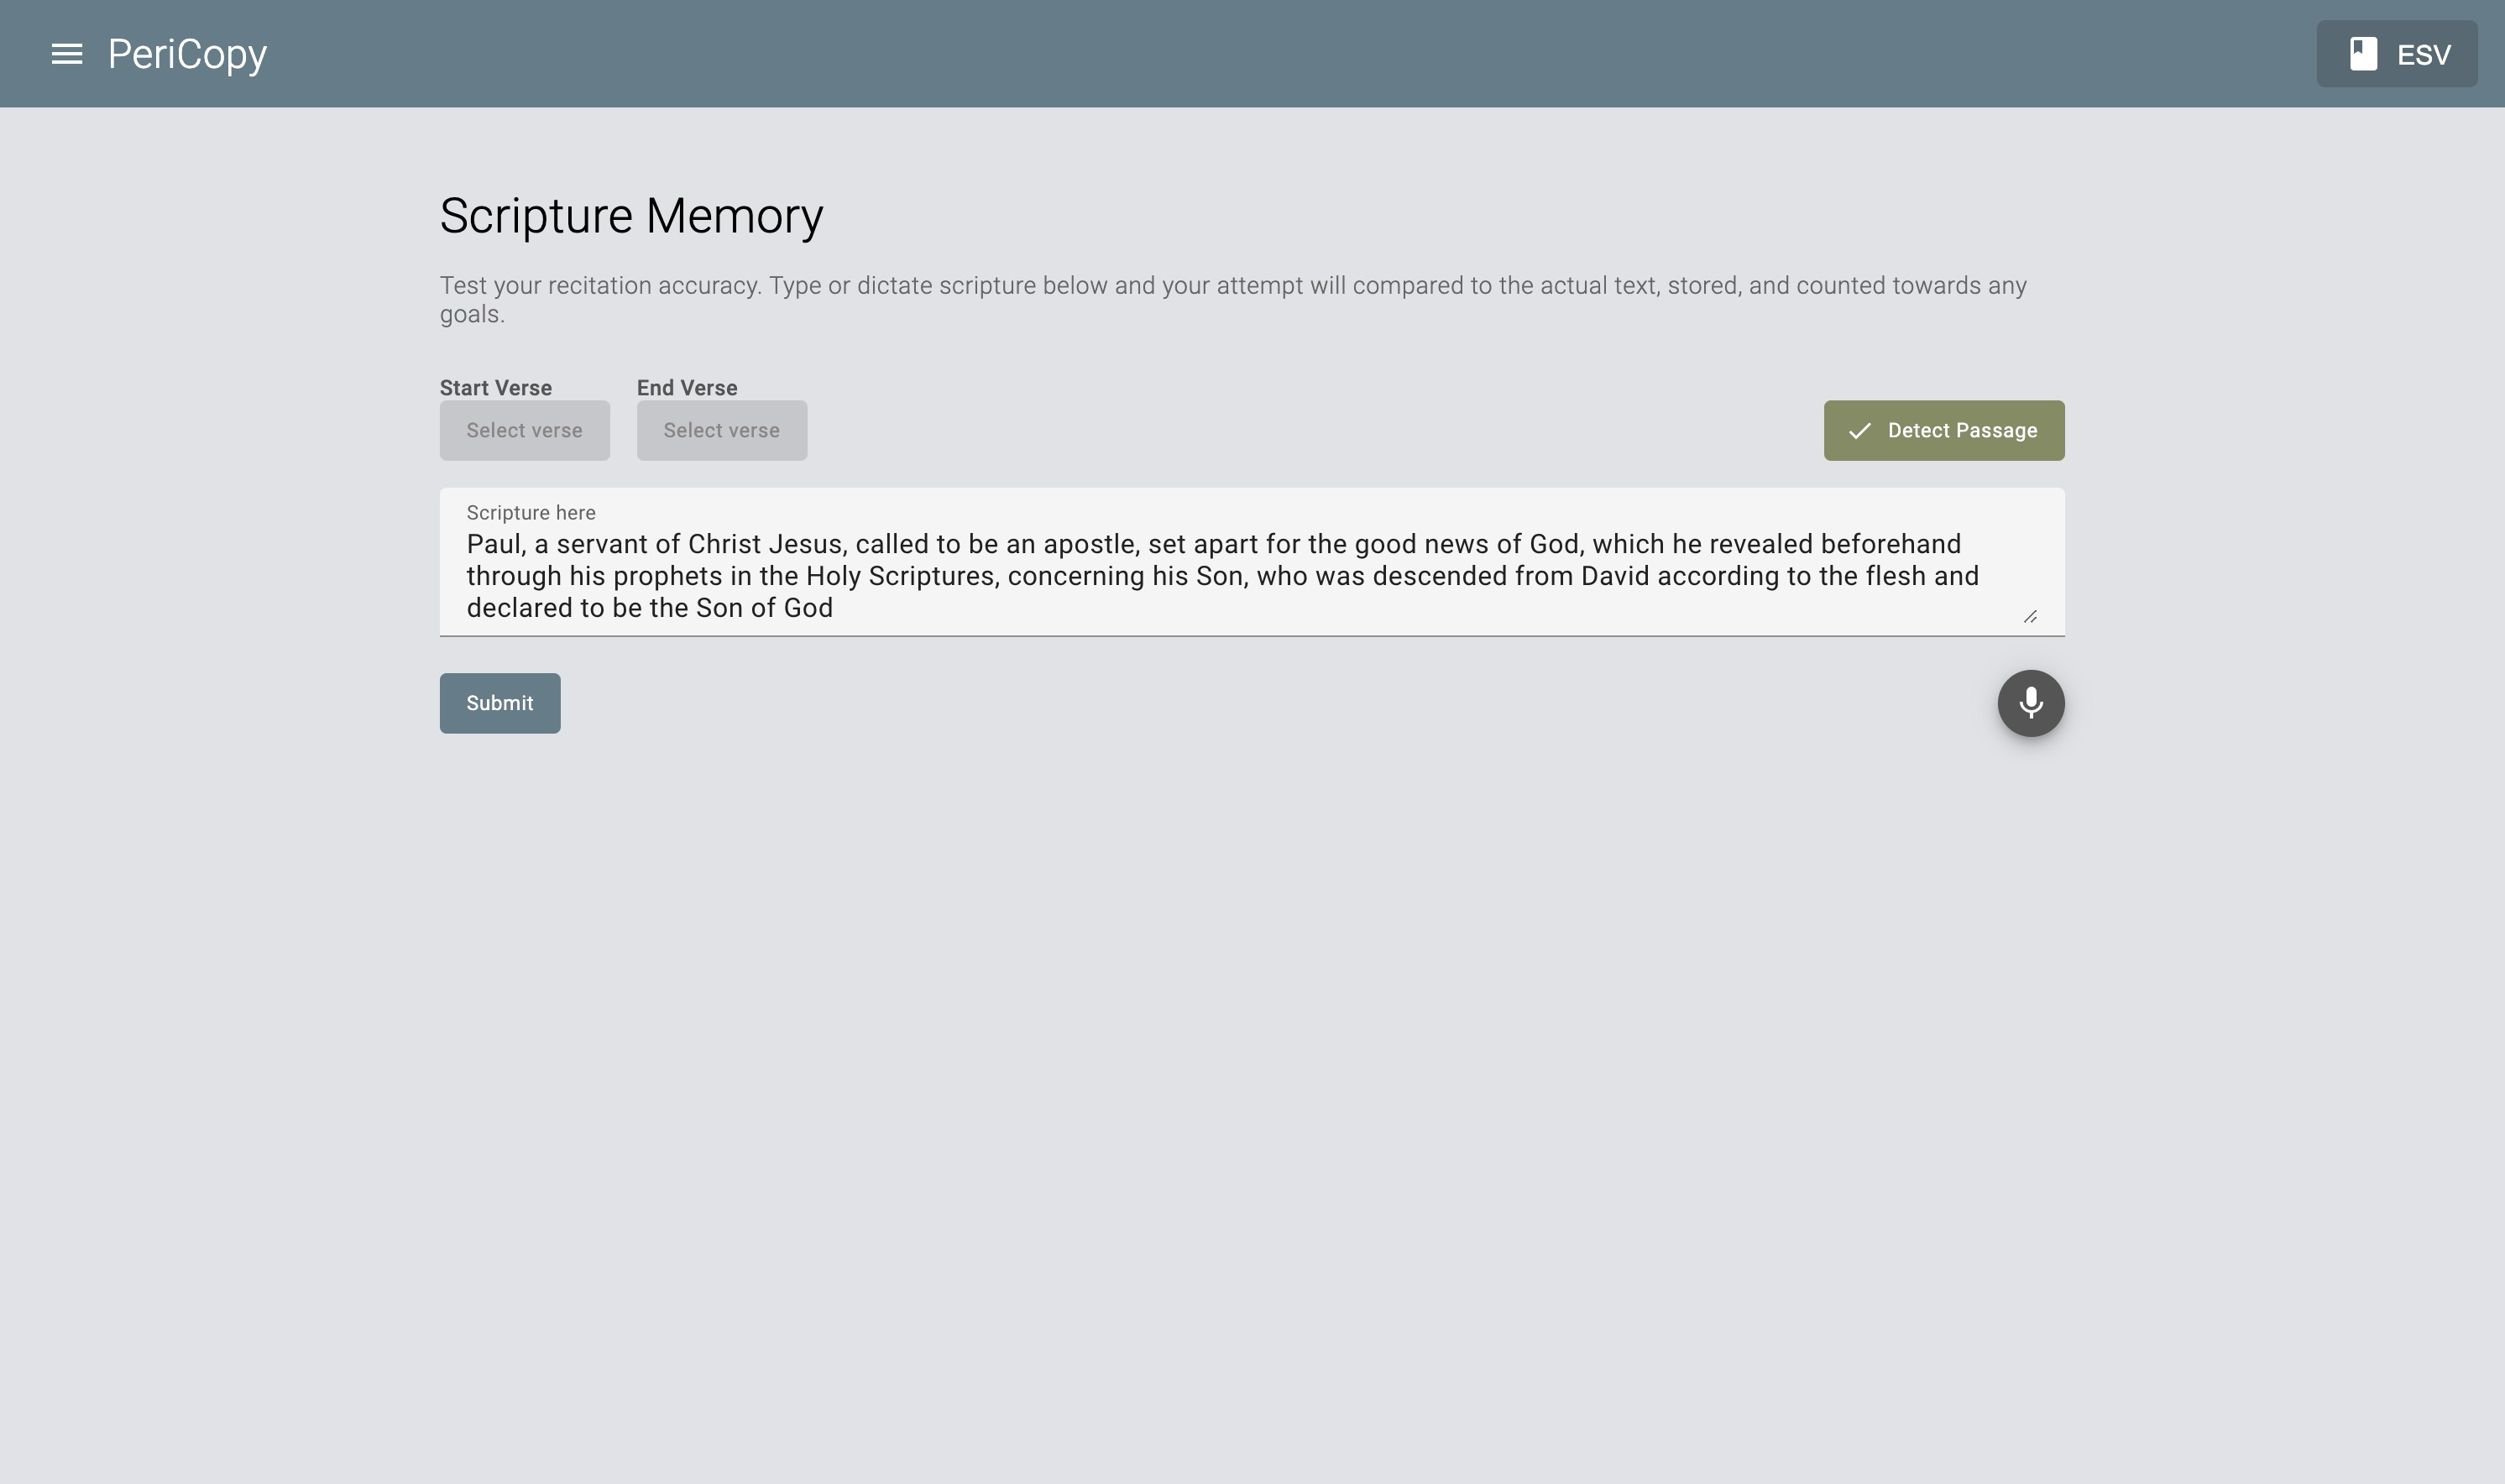 PeriCopy
ESV
Scripture Memory
Test your recitation accuracy. Type or dictate scripture below and your attempt will compared to the actual text, stored, and counted towards any
goals.
Start Verse
End Verse
Select verse
Select verse
Detect Passage
Scripture here
Paul, a servant of Christ Jesus, called to be an apostle, set apart for the good news of God, which he revealed beforehand
through his prophets in the Holy Scriptures, concerning his Son, who was descended from David according to the flesh and
declared to be the Son of God
Submit